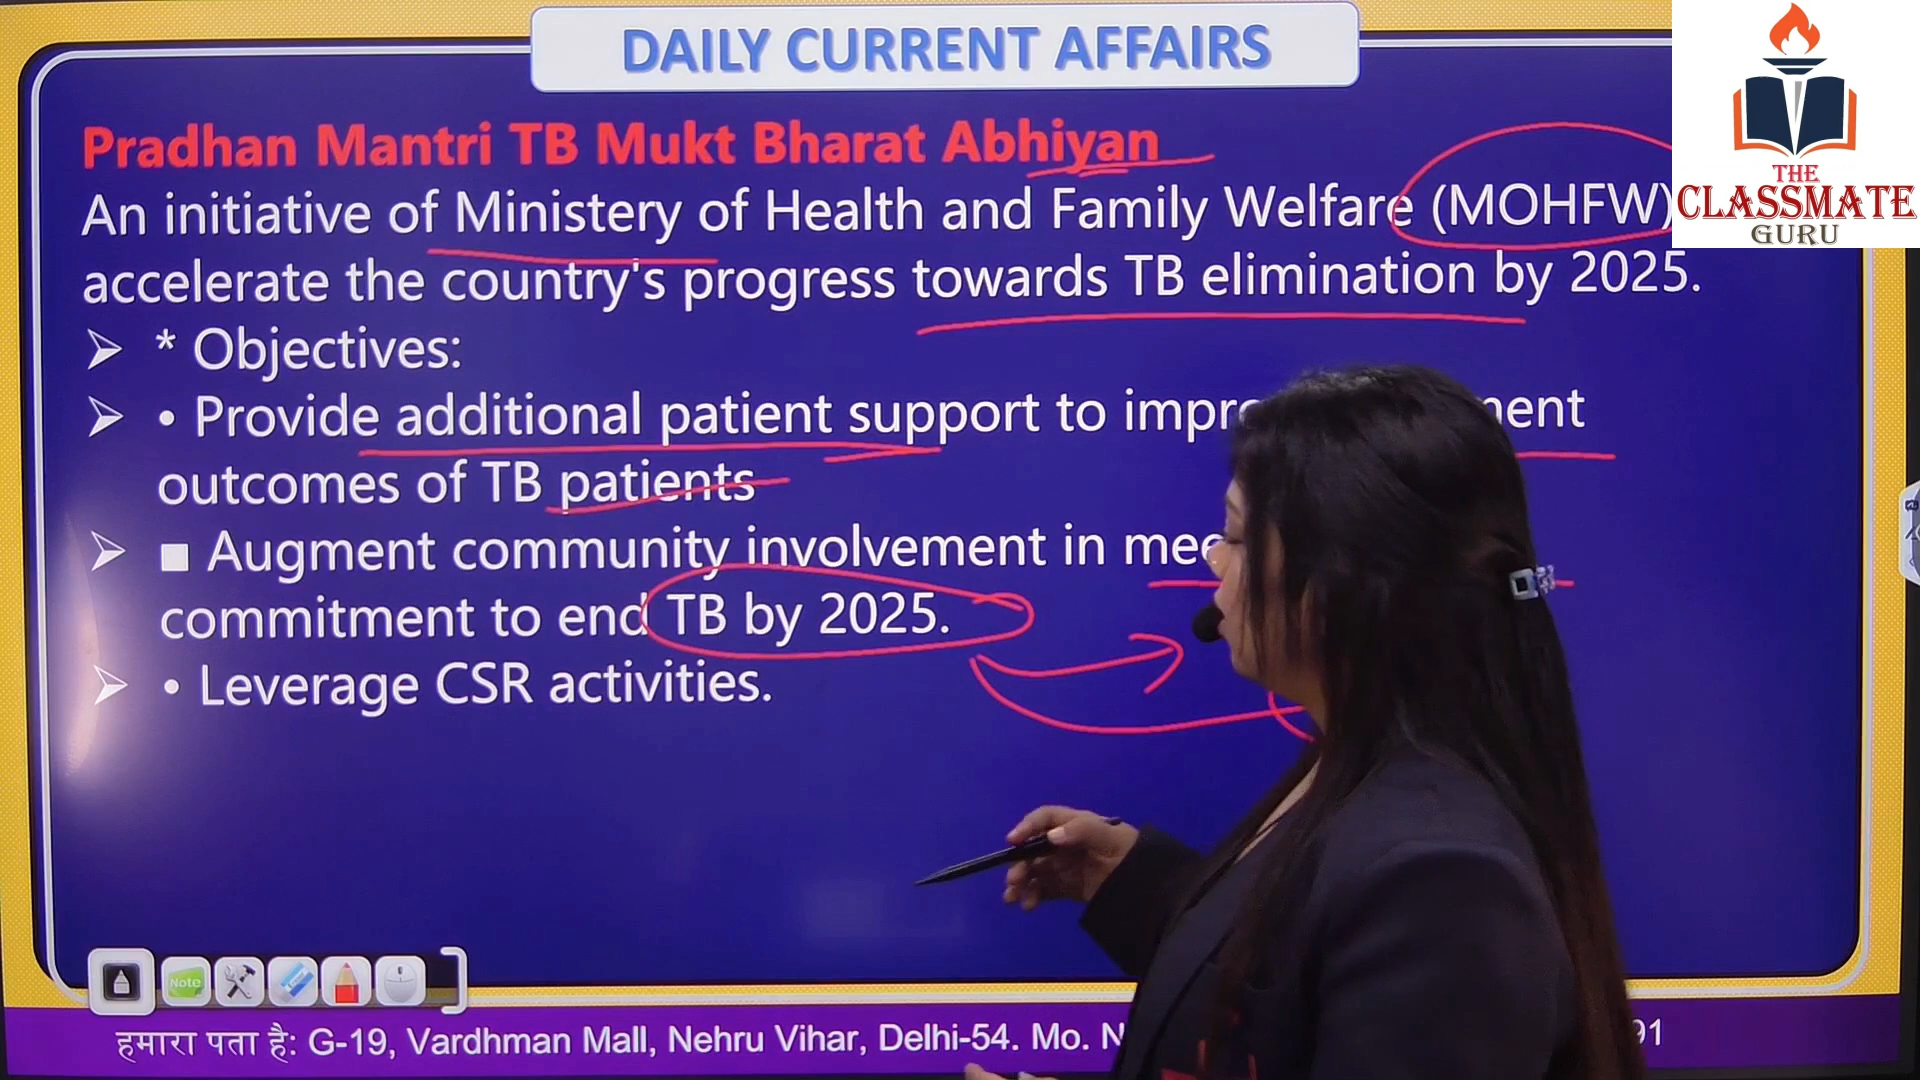 DAILY CURRENT AFFAIRS
THE
CLASSMATE
GURU
Pradhan Mantri TB Mukt Bharat Abhiyan
An initiative of Ministery of Health and Family Welfare (MOHFW)
accelerate the country's progress towards TB elimination by 2025.
* Objectives:
• Provide additional patient support to
outcomes of TB patients
■ Augment community involvement in
commitment to end TB by 2025.
• Leverage CSR activities.
Note
हमारा पता है: G-19, Vardhman Mall, Nehru Vihar, Delhi-54. Mo. 91